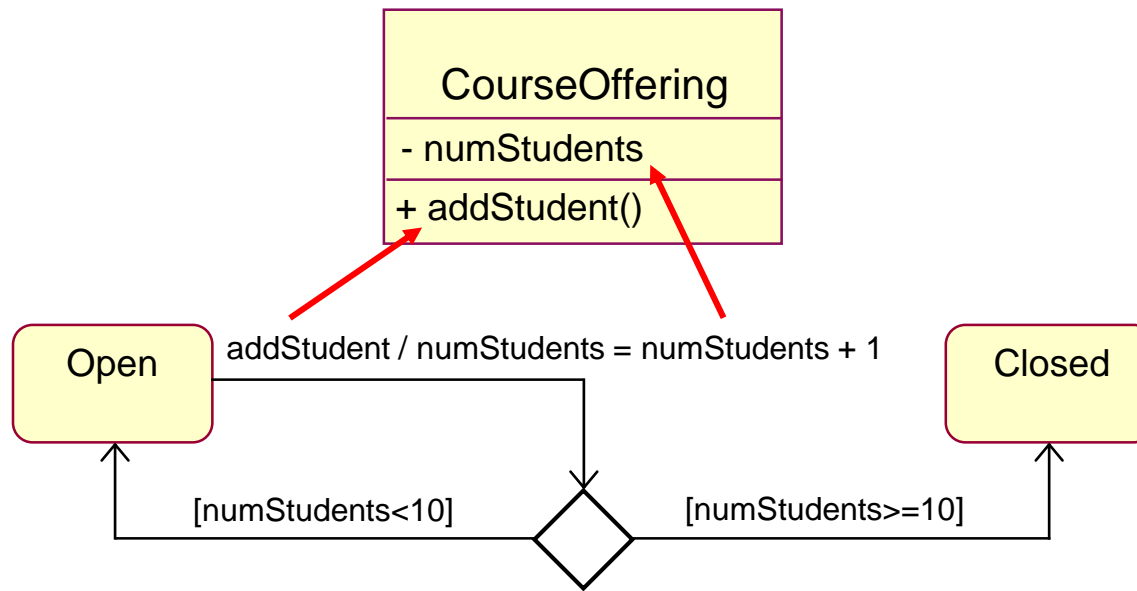 CourseOffering
- numStudents
+ addStudent()
addStudent / numStudents = numStudents + 1
Open
Closed
[numStudents<10]
[numStudents>=10]